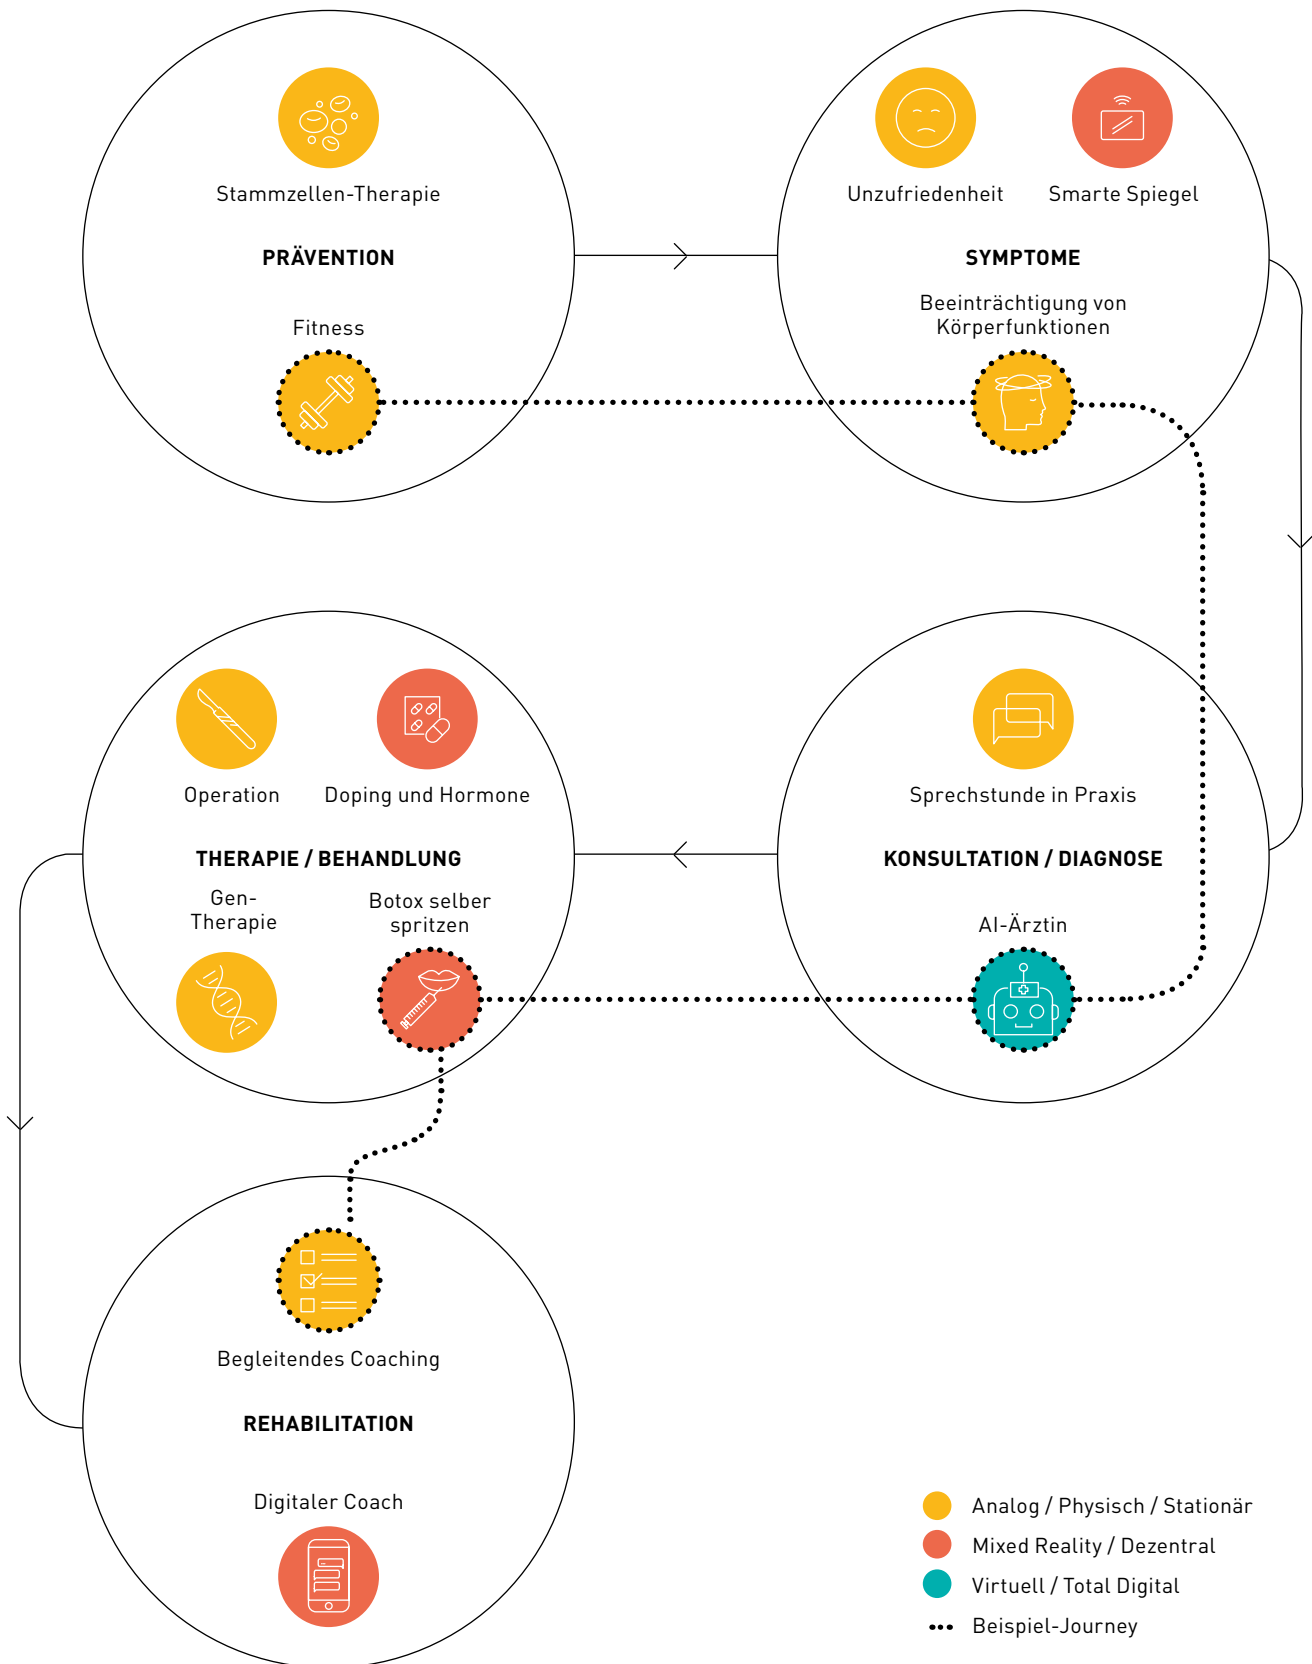 Stammzellen-Therapie
PRÄVENTION
Fitness
Unzufriedenheit
Smarte Spiegel
SYMPTOME
Beeinträchtigung von
Körperfunktionen
Operation
Doping und Hormone
THERAPIE / BEHANDLUNG
Gen-
Therapie
Botox selber
spritzen
Sprechstunde in Praxis
KONSULTATION / DIAGNOSE
AI-Ärztin
Begleitendes Coaching
REHABILITATION
Digitaler Coach
Analog / Physisch / Stationär
Mixed Reality / Dezentral
Virtuell / Total Digital
Beispiel-Journey